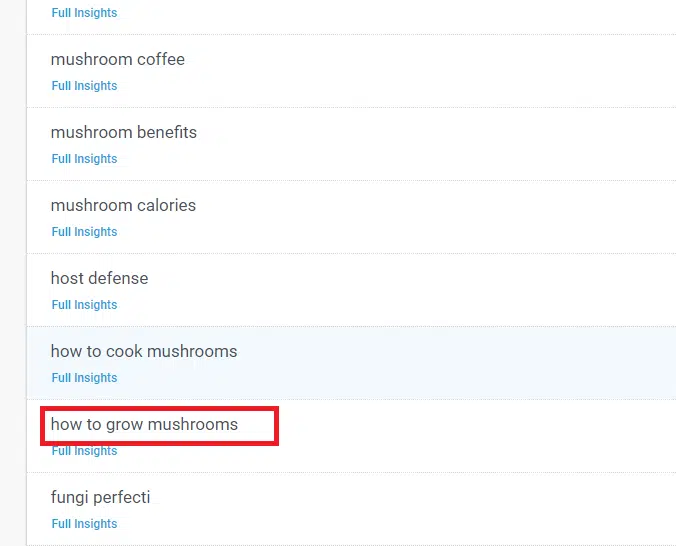 Full Insights
mushroom coffee
Full Insights
mushroom benefits
Full Insights
mushroom calories
Full Insights
host defense
Full Insights
how to cook mushrooms
Full Insights
how to grow mushrooms
Full Insights
fungi perfecti
Full Insights